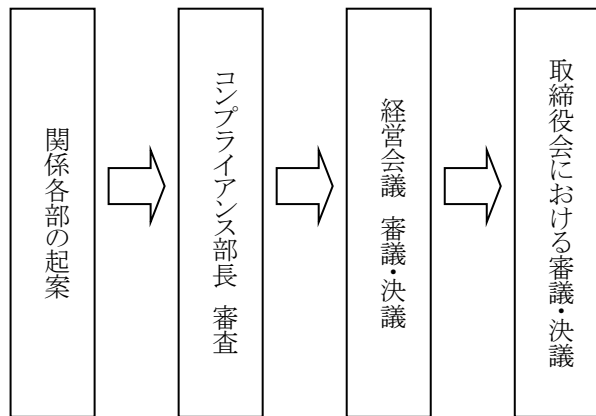 関係各部の起案
コンプライアンス部長 審査
経営会議 審議・決議
取締役会における審議・決議